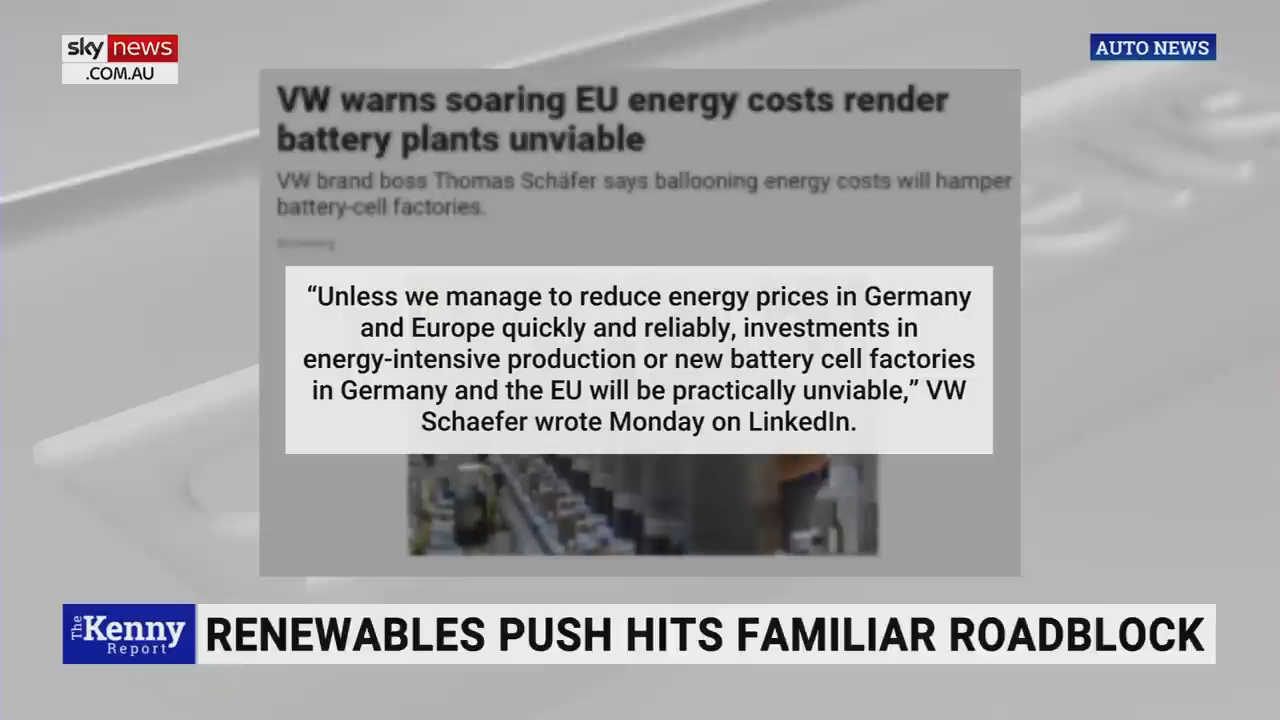 sky news
.COM.AU
AUTO NEWS
VW warns soaring EU energy costs render
battery plants unviable
VW brand boss Thomas Schäfer says ballooning energy costs will hamper
battery-cell factories.
“Unless we manage to reduce energy prices in Germany
and Europe quickly and reliably, investments in
energy-intensive production or new battery cell factories
in Germany and the EU will be practically unviable,” VW
Schaefer wrote Monday on LinkedIn.
The Kenny Report
RENEWABLES PUSH HITS FAMILIAR ROADBLOCK